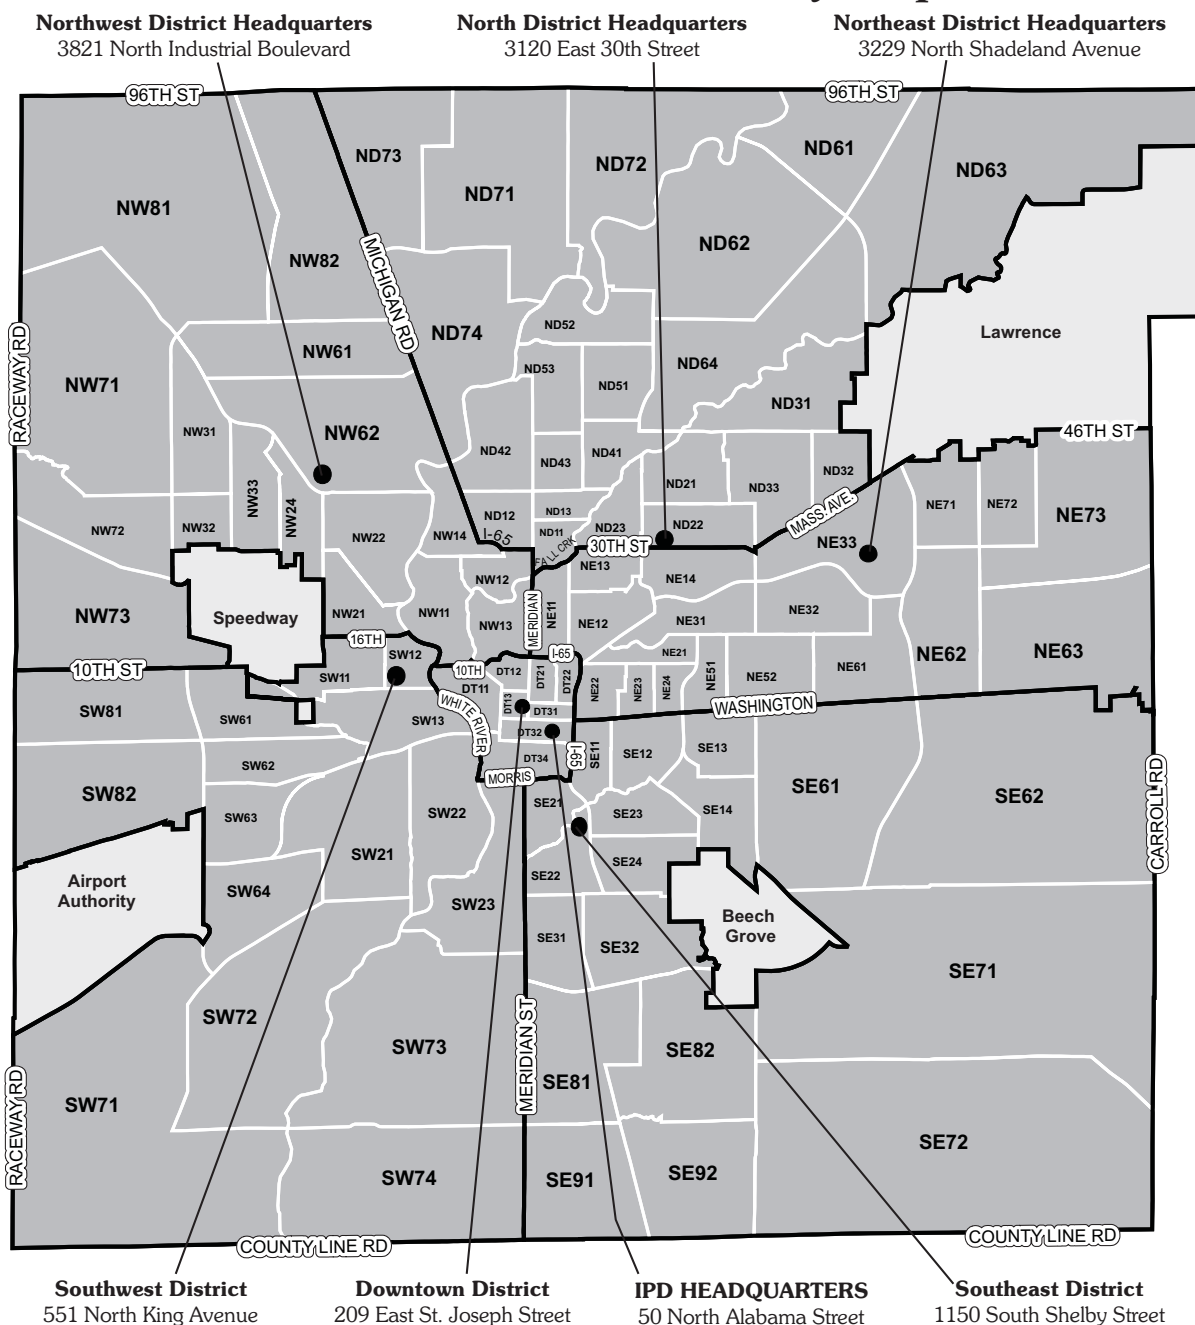 Northwest District Headquarters
3821 North Industrial Boulevard
North District Headquarters
3120 East 30th Street
Northeast District Headquarters
3229 North Shadeland Avenue
96TH ST
96TH ST
ND73
ND72
ND61
ND63
NW81
ND71
ND62
NW82
MICHIGAN RD
ND74
ND52
Lawrence
RACEWAY RD
NW61
NW71
ND53
ND51
ND64
ND31
NW31
NW62
46TH ST
ND42
ND43
ND41
ND21
ND33
ND32
NW33
NW24
NW72
NW32
NW22
NW14
ND12
I-65
ND13
ND11
FALL CRK
ND23
ND22
30TH ST
MASS. AVE.
NE33
NE71
NE72
NE73
NW12
NE13
NE14
NW73
Speedway
NW21
NW11
NW13
MERIDIAN
NE11
NE12
NE31
NE32
16TH
SW12
10TH ST
SW11
10TH
DT12
I-65
DT21
DT22
DT11
DT13
NE21
NE22
NE23
NE24
NE51
NE52
NE61
NE62
NE63
SW81
SW61
SW13
WHITE RIVER
DT31
DT32
WASHINGTON
I-65
SE11
SE12
SE13
SW62
DT34
MORRIS
SW82
SW63
SW22
SE21
SE23
SE14
SE61
SE62
CARROLL RD
SW21
Airport
Authority
SW64
SW23
SE22
SE24
SE31
SE32
Beech
Grove
SE71
SW72
SW73
MERIDIAN ST
SE82
SE81
RACEWAY RD
SW71
SE72
SW74
SE91
SE92
COUNTY LINE RD
COUNTY LINE RD
Southwest District
551 North King Avenue
Downtown District
209 East St. Joseph Street
IPD HEADQUARTERS
50 North Alabama Street
Southeast District
1150 South Shelby Street